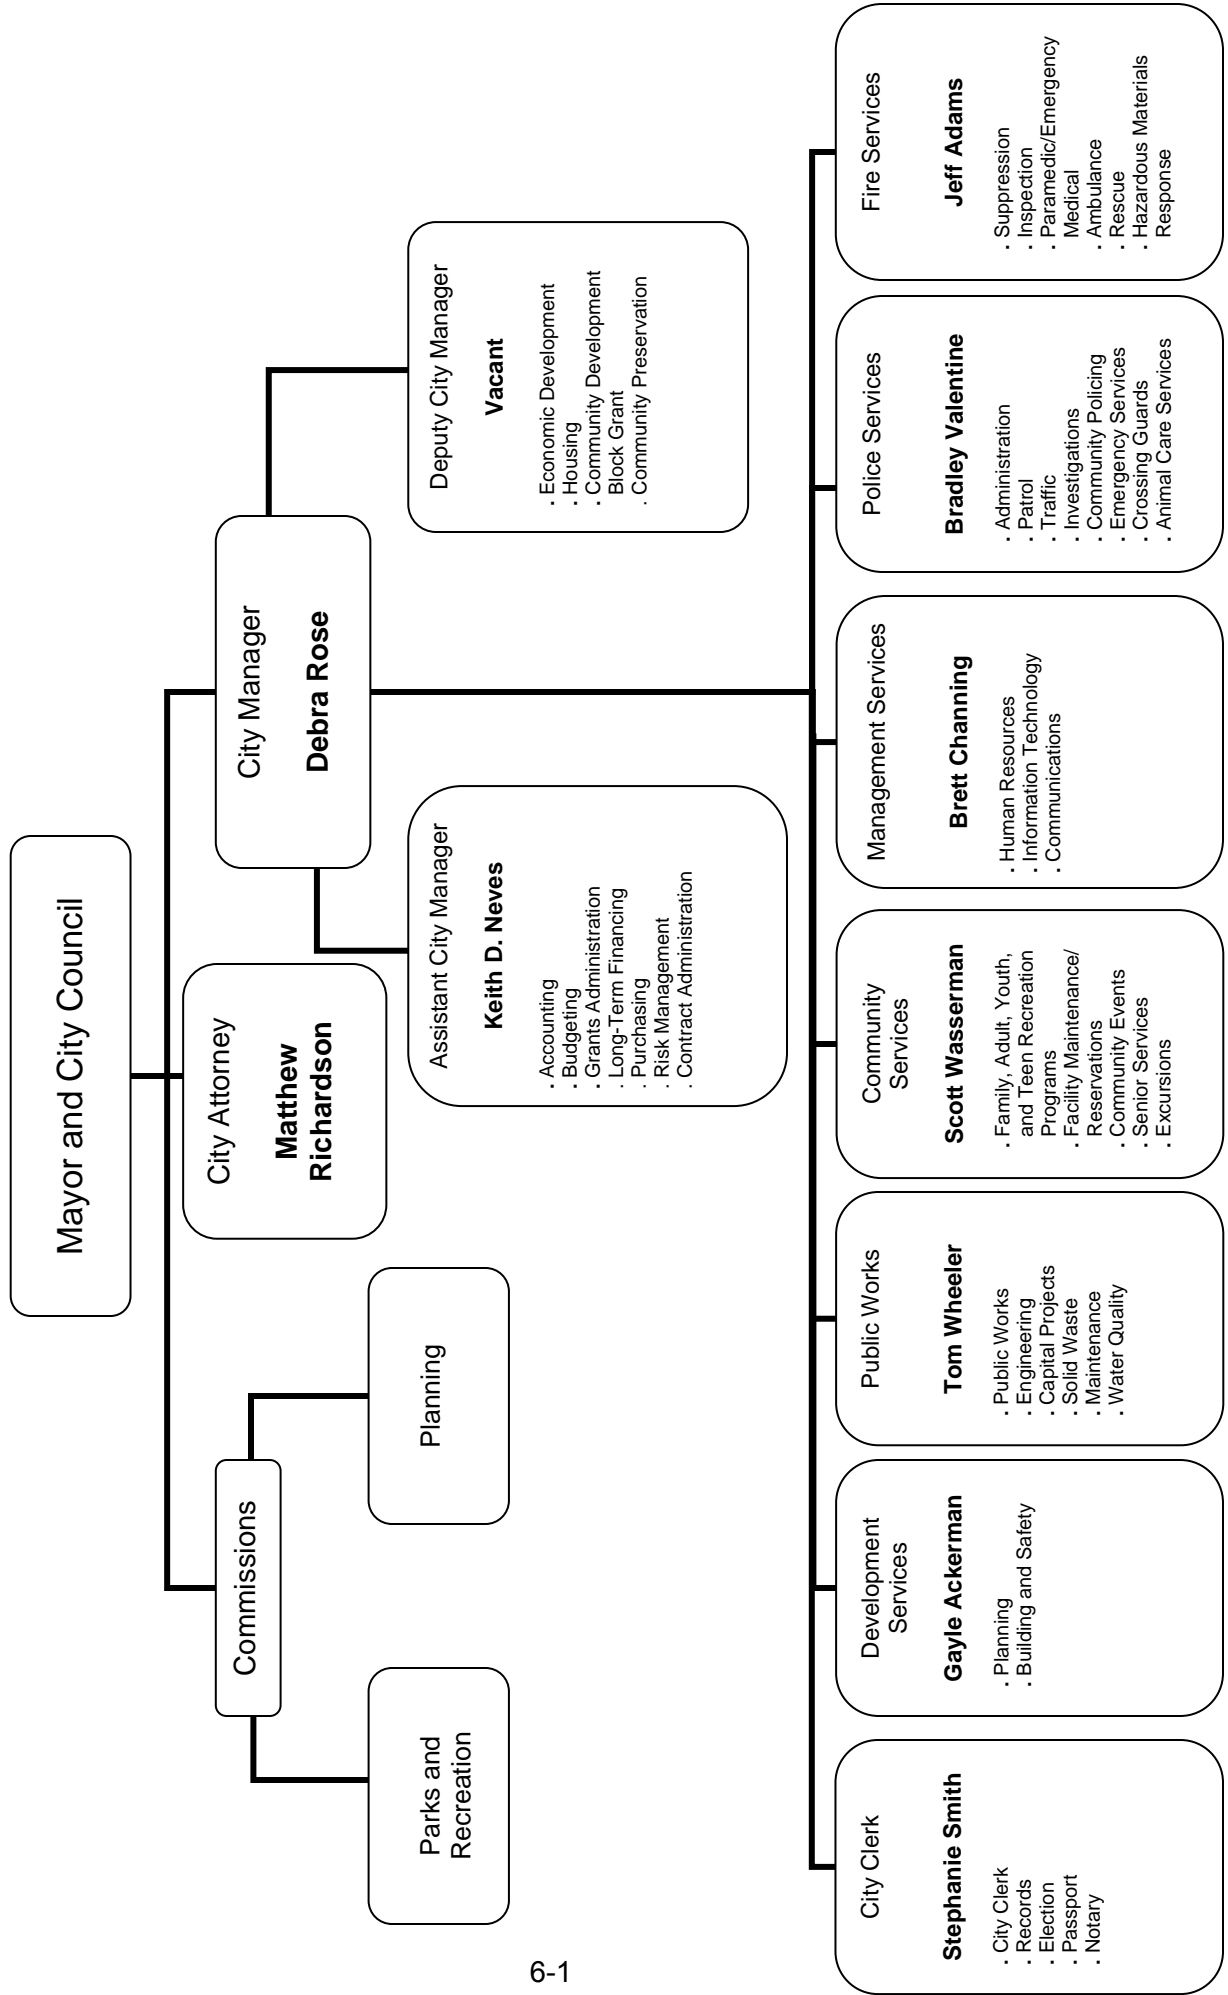 Mayor and City Council
Commissions
City Attorney
Matthew
Richardson
City Manager
Debra Rose
Parks and
Recreation
Planning
Assistant City Manager
Keith D. Neves
. Accounting
. Budgeting
. Grants Administration
. Long-Term Financing
. Purchasing
. Risk Management
. Contract Administration
Deputy City Manager
Vacant
. Economic Development
. Housing
. Community Development
Block Grant
. Community Preservation
City Clerk
Stephanie Smith
. City Clerk
. Records
. Election
. Passport
. Notary
Development
Services
Gayle Ackerman
. Planning
. Building and Safety
Public Works
Tom Wheeler
. Public Works
. Engineering
. Capital Projects
. Solid Waste
. Maintenance
. Water Quality
Community
Services
Scott Wasserman
. Family, Adult, Youth,
and Teen Recreation
Programs
. Facility Maintenance/
Reservations
. Community Events
. Senior Services
. Excursions
Management Services
Brett Channing
. Human Resources
. Information Technology
. Communications
Police Services
Bradley Valentine
. Administration
. Patrol
. Traffic
. Investigations
. Community Policing
. Emergency Services
. Crossing Guards
. Animal Care Services
Fire Services
Jeff Adams
. Suppression
. Inspection
. Paramedic/Emergency
Medical
. Ambulance
. Rescue
. Hazardous Materials
Response
6-1